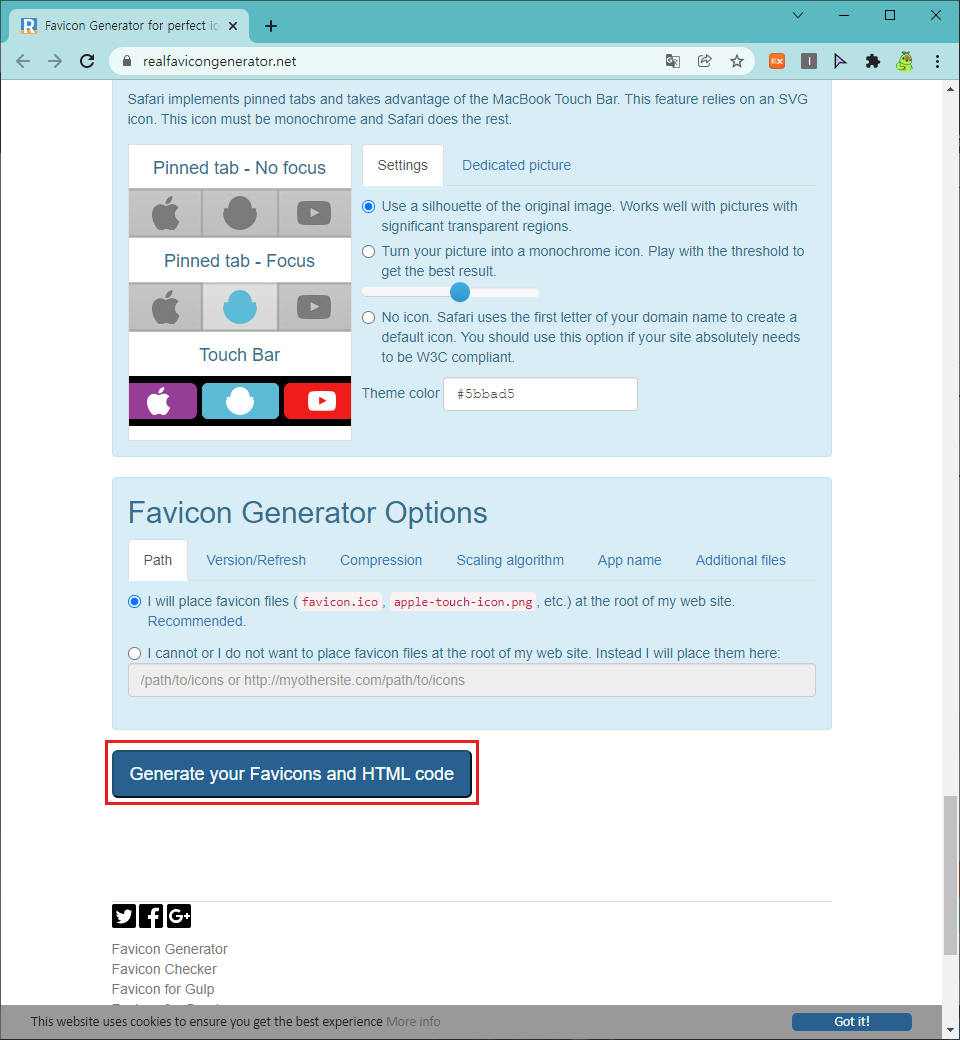 Favicon Generator for perfect ic
realfavicongenerator.net
Safari implements pinned tabs and takes advantage of the MacBook Touch Bar. This feature relies on an SVG
icon. This icon must be monochrome and Safari does the rest.
Pinned tab - No focus
Pinned tab - Focus
Touch Bar
Settings
Dedicated picture
Use a silhouette of the original image. Works well with pictures with
significant transparent regions.
Turn your picture into a monochrome icon. Play with the threshold to
get the best result.
No icon. Safari uses the first letter of your domain name to create a
default icon. You should use this option if your site absolutely needs
to be W3C compliant.
Theme color #5bbad5
Favicon Generator Options
Path Version/Refresh Compression Scaling algorithm App name Additional files
I will place favicon files (favicon.ico, apple-touch-icon.png, etc.) at the root of my web site.
Recommended.
I cannot or I do not want to place favicon files at the root of my web site. Instead I will place them here:
/path/to/icons or http://myothersite.com/path/to/icons
Generate your Favicons and HTML code
Favicon Generator
Favicon Checker
Favicon for Gulp
This website uses cookies to ensure you get the best experience More info
Got it!